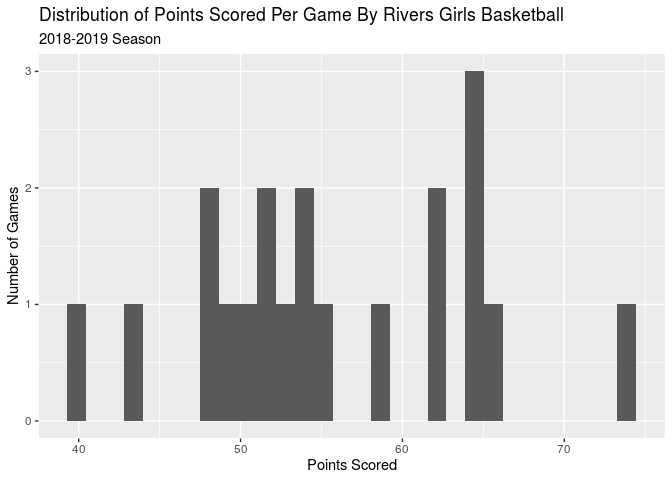 Distribution of Points Scored Per Game By Rivers Girls Basketball
2018-2019 Season
3
2
1
0
Number of Games
40 50 60 70
Points Scored